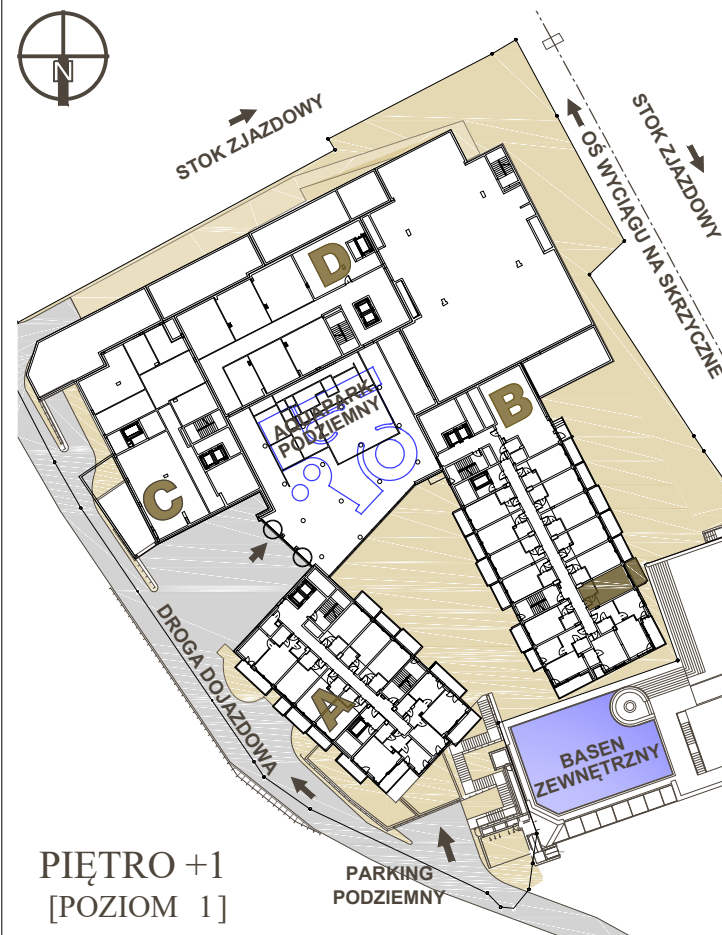 N
STOK ZJAZDOWY
STOK ZJAZDOWY
OŚ WYCIĄGU NA SKRZYCZNE
D
AQUAPARK
PODZIEMNY
B
C
DROGA DOJAZDOWA
A
BASEN
ZEWNĘTRZNY
PARKING
PODZIEMNY
PIĘTRO +1
[POZIOM 1]